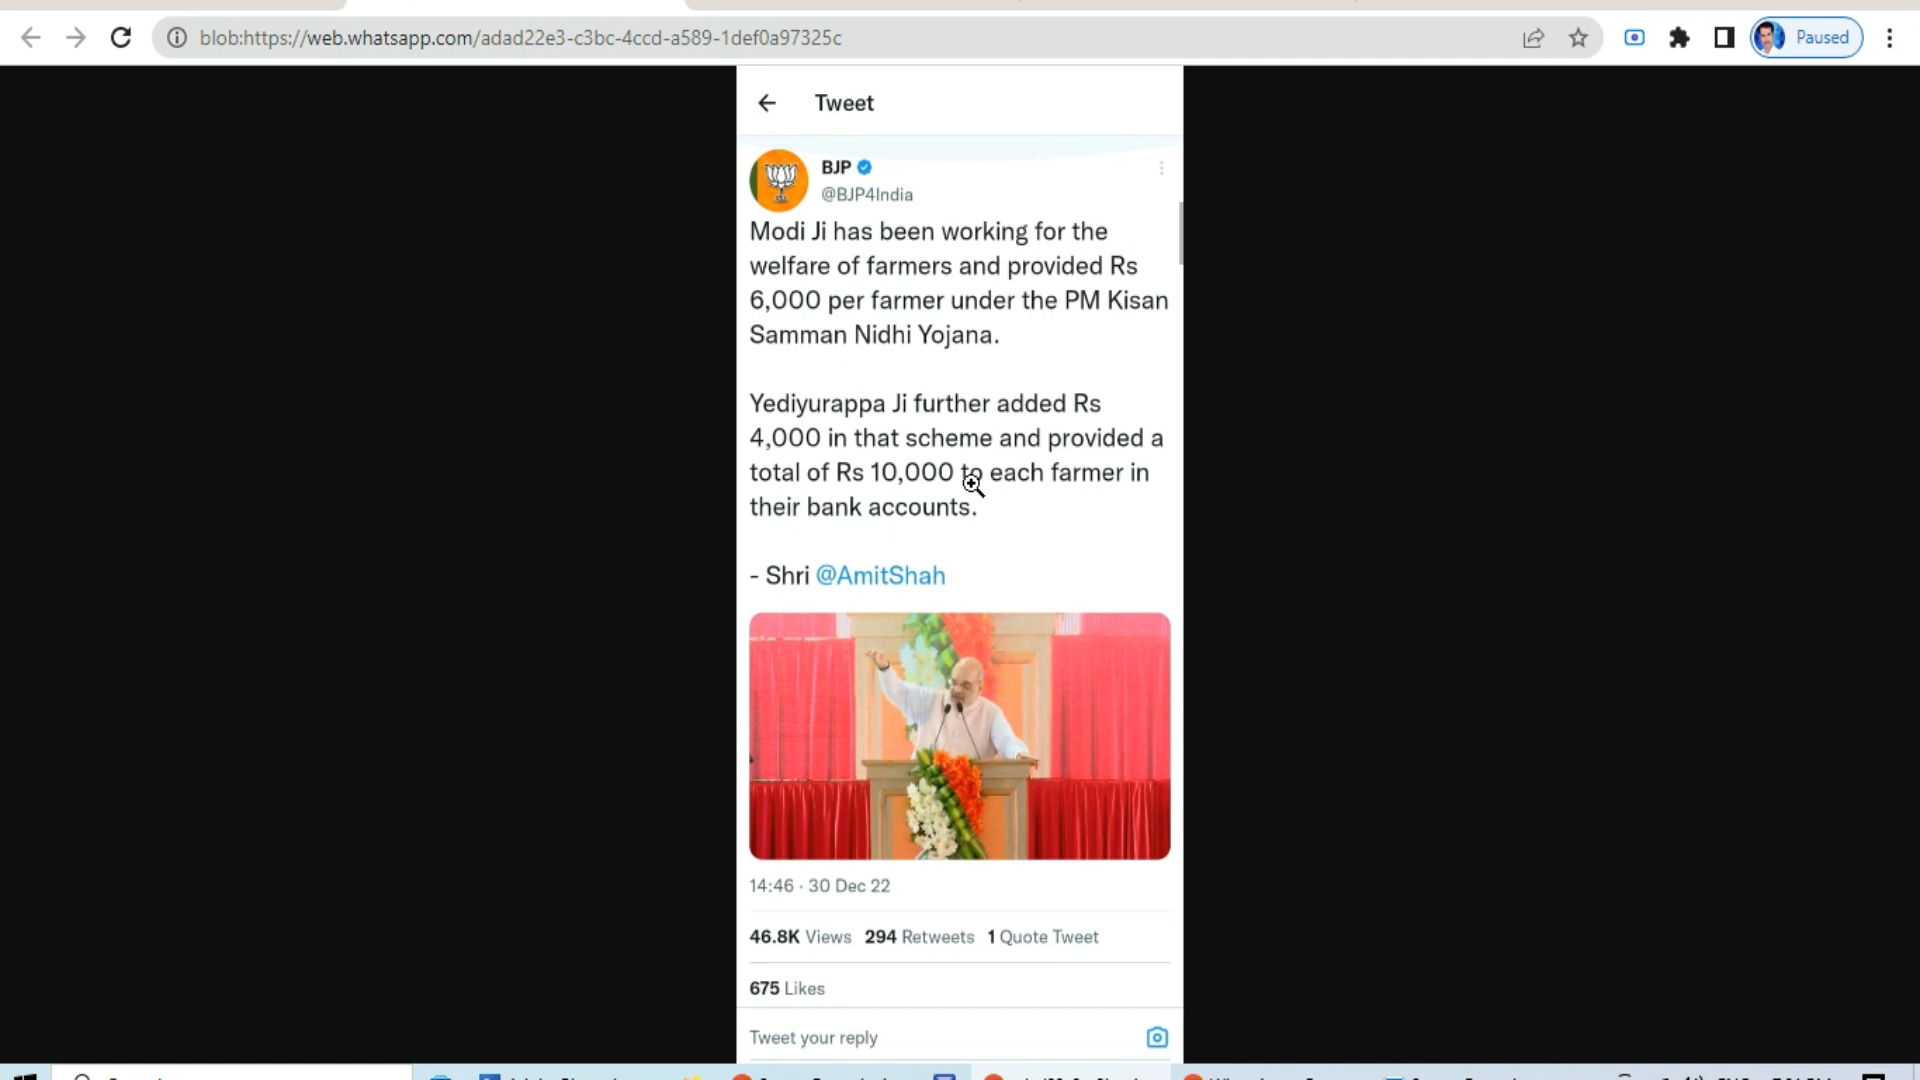 blob:https://web.whatsapp.com/adad22e3-c3bc-4ccd-a589-1def0a97325c
Paused
Tweet
BJP
@BJP4India
Modi Ji has been working for the
welfare of farmers and provided Rs
6,000 per farmer under the PM Kisan
Samman Nidhi Yojana.
Yediyurappa Ji further added Rs
4,000 in that scheme and provided a
total of Rs 10,000 to each farmer in
their bank accounts.
- Shri @AmitShah
14:46 · 30 Dec 22
46.8K Views 294 Retweets 1 Quote Tweet
675 Likes
Tweet your reply